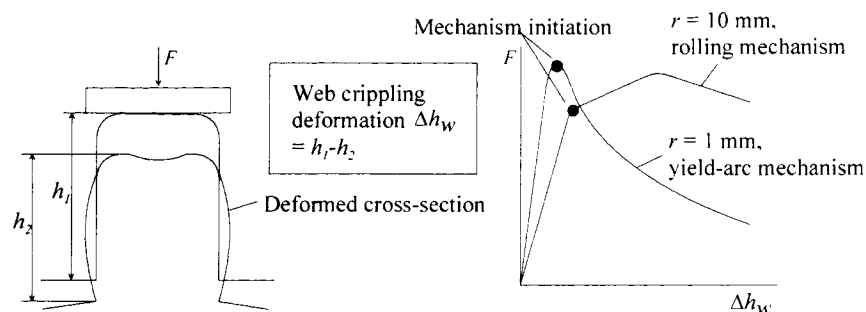 F
Web crippling
deformation Δh_W
= h_1-h_2
h_1
h_2
Deformed cross-section
Mechanism initiation
F
r = 10 mm,
rolling mechanism
r = 1 mm,
yield-arc mechanism
Δh_W